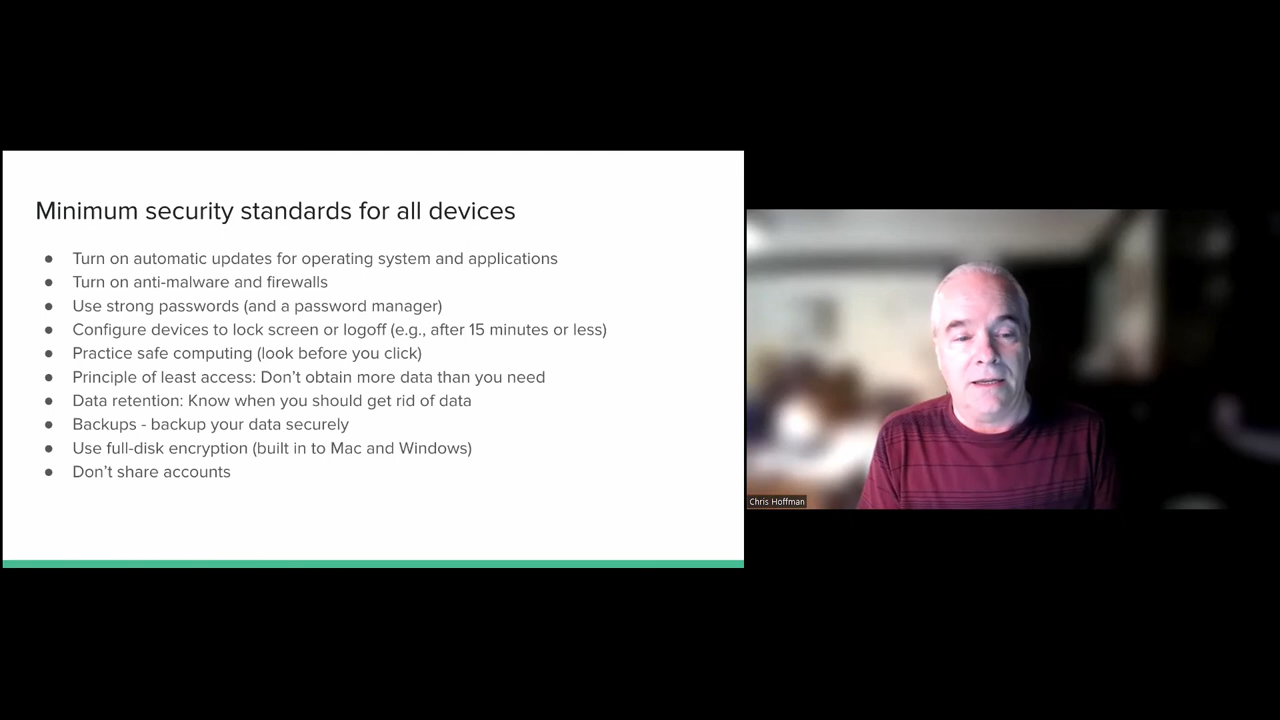 Minimum security standards for all devices
● Turn on automatic updates for operating system and applications
● Turn on anti-malware and firewalls
● Use strong passwords (and a password manager)
● Configure devices to lock screen or logoff (e.g., after 15 minutes or less)
● Practice safe computing (look before you click)
● Principle of least access: Don’t obtain more data than you need
● Data retention: Know when you should get rid of data
● Backups - backup your data securely
● Use full-disk encryption (built in to Mac and Windows)
● Don’t share accounts
Chris Hoffman